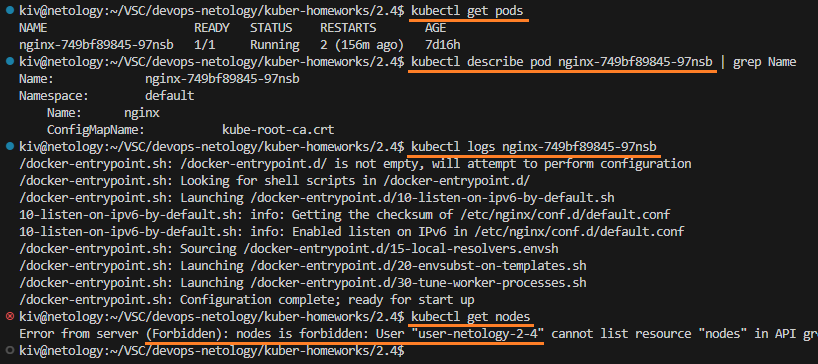 kiv@netology:~/VSC/devops-netology/kuber-homeworks/2.4$ kubectl get pods
NAME READY STATUS RESTARTS AGE
nginx-749bf89845-97nsb 1/1 Running 2 (156m ago) 7d16h
kiv@netology:~/VSC/devops-netology/kuber-homeworks/2.4$ kubectl describe pod nginx-749bf89845-97nsb | grep Name
Name: nginx-749bf89845-97nsb
Namespace: default
Name: nginx
ConfigMapName: kube-root-ca.crt
kiv@netology:~/VSC/devops-netology/kuber-homeworks/2.4$ kubectl logs nginx-749bf89845-97nsb
/docker-entrypoint.sh: /docker-entrypoint.d/ is not empty, will attempt to perform configuration
/docker-entrypoint.sh: Looking for shell scripts in /docker-entrypoint.d/
/docker-entrypoint.sh: Launching /docker-entrypoint.d/10-listen-on-ipv6-by-default.sh
10-listen-on-ipv6-by-default.sh: info: Getting the checksum of /etc/nginx/conf.d/default.conf
10-listen-on-ipv6-by-default.sh: info: Enabled listen on IPv6 in /etc/nginx/conf.d/default.conf
/docker-entrypoint.sh: Sourcing /docker-entrypoint.d/15-local-resolvers.envsh
/docker-entrypoint.sh: Launching /docker-entrypoint.d/20-envsubst-on-templates.sh
/docker-entrypoint.sh: Launching /docker-entrypoint.d/30-tune-worker-processes.sh
/docker-entrypoint.sh: Configuration complete; ready for start up
kiv@netology:~/VSC/devops-netology/kuber-homeworks/2.4$ kubectl get nodes
Error from server (Forbidden): nodes is forbidden: User "user-netology-2-4" cannot list resource "nodes" in API gr
kiv@netology:~/VSC/devops-netology/kuber-homeworks/2.4$